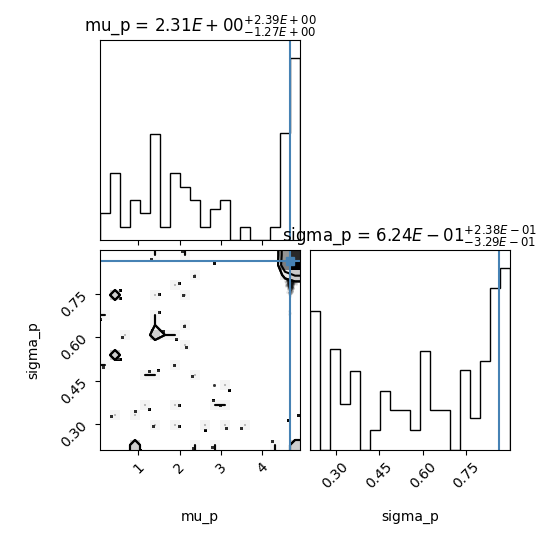 mu_p = 2.31E+00+2.39E+00−1.27E+00
sigma_p = 6.24E−01+2.38E−01−3.29E−01
0.75
0.60
0.45
0.30
sigma_p
1 2 3 4
0.30 0.45 0.60 0.75
mu_p
sigma_p